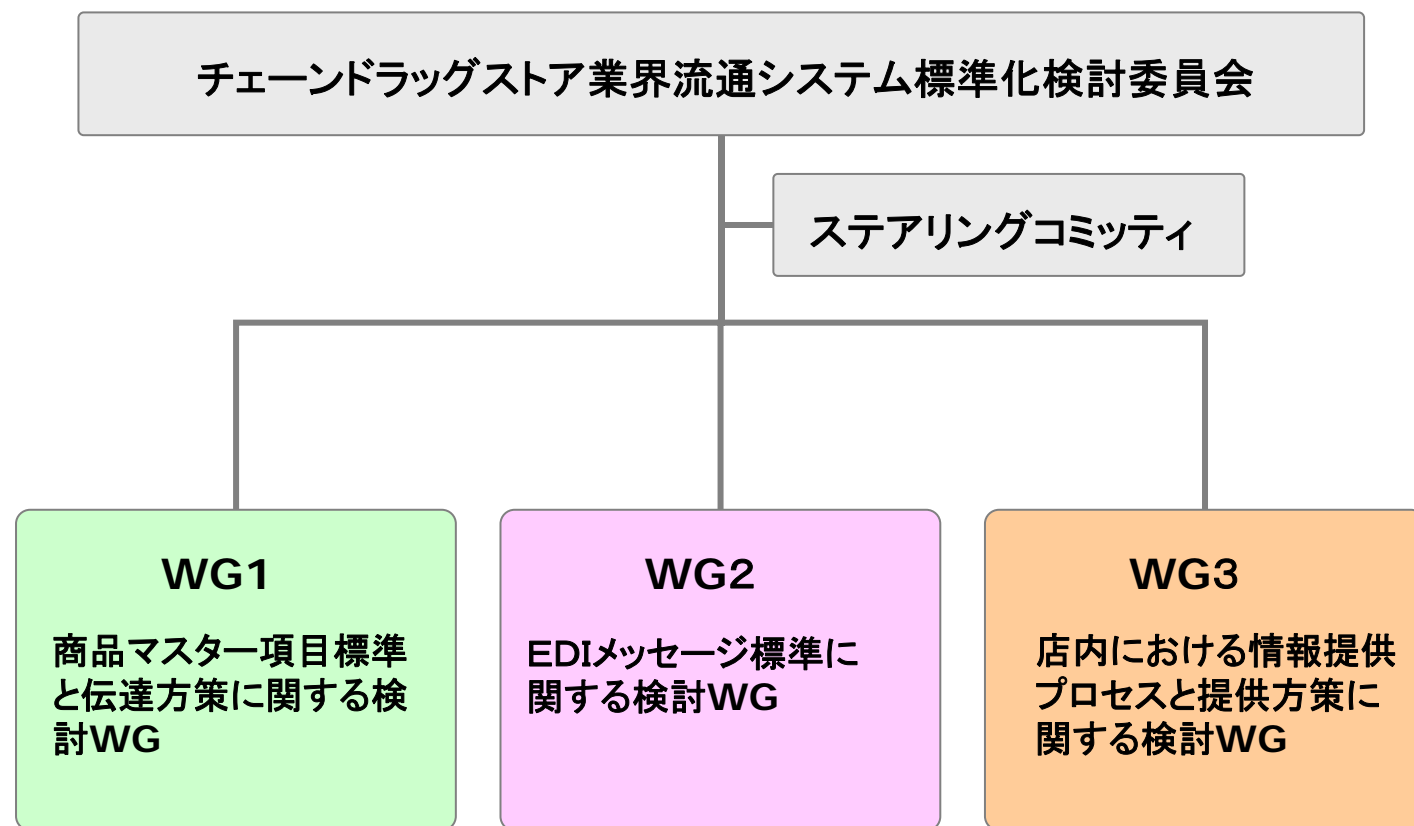 チェーンドラッグストア業界流通システム標準化検討委員会
ステアリングコミッティ
WG1
商品マスター項目標準
と伝達方策に関する検
討WG
WG2
EDIメッセージ標準に
関する検討WG
WG3
店内における情報提供
プロセスと提供方策に
関する検討WG